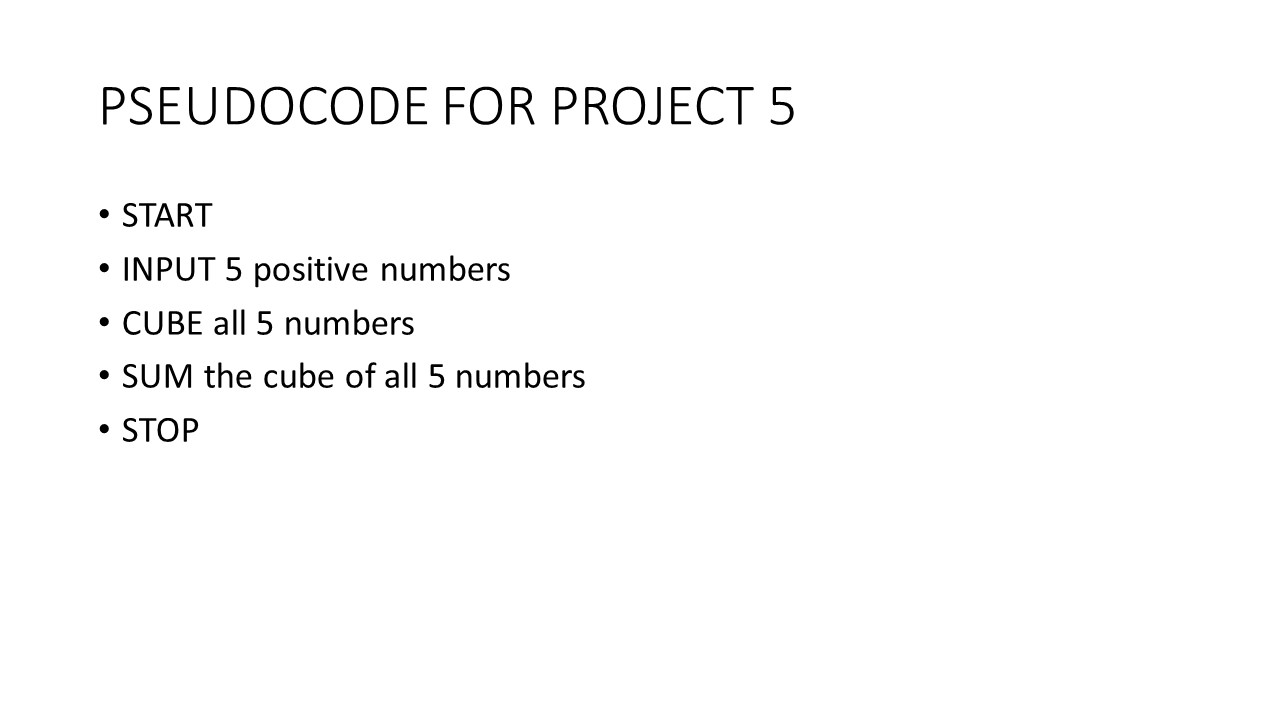 PSEUDOCODE FOR PROJECT 5
• START
• INPUT 5 positive numbers
• CUBE all 5 numbers
• SUM the cube of all 5 numbers
• STOP